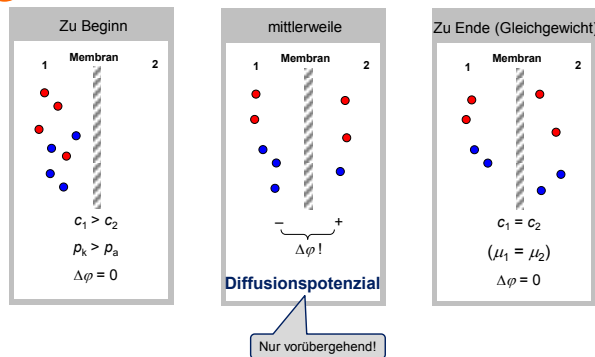 Zu Beginn
Membran
1 2
c₁ > c₂
pₖ > pₐ
Δφ = 0
mittlerweile
Membran
1 2
– +
Δφ !
Diffusionspotenzial
Nur vorübergehend!
Zu Ende (Gleichgewicht)
Membran
1 2
c₁ = c₂
(μ₁ = μ₂)
Δφ = 0